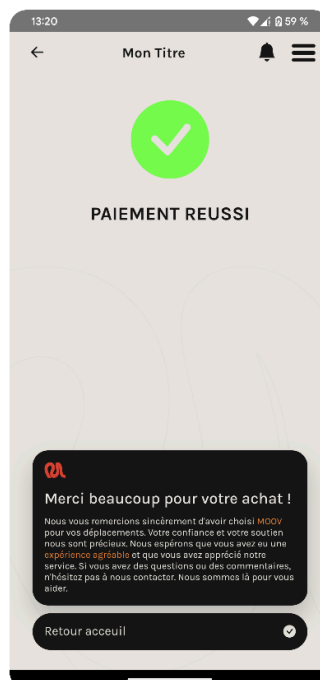 13:20
59 %
Mon Titre
PAIEMENT REUSSI
Merci beaucoup pour votre achat !
Nous vous remercions sincèrement d'avoir choisi MOOV
pour vos déplacements. Votre confiance et votre soutien
nous sont précieux. Nous espérons que vous avez eu une
expérience agréable et que vous avez apprécié notre
service. Si vous avez des questions ou des commentaires,
n'hésitez pas à nous contacter. Nous sommes là pour vous
aider.
Retour acceuil